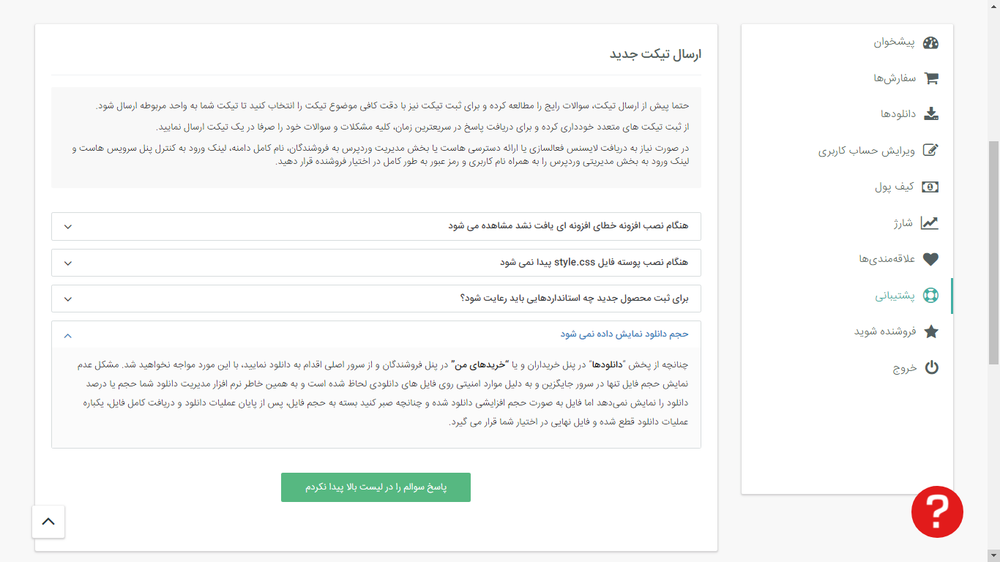 پیشخوان
سفارش‌ها
دانلودها
ویرایش حساب کاربری
کیف پول
شارژ
علاقه‌مندی‌ها
پشتیبانی
فروشنده شوید
خروج
ارسال تیکت جدید
حتما پیش از ارسال تیکت، سوالات رایج را مطالعه کرده و برای ثبت تیکت نیز با دقت کافی موضوع تیکت را انتخاب کنید تا تیکت شما به واحد مربوطه ارسال شود.
از ثبت تیکت های متعدد خودداری کرده و برای دریافت پاسخ در سریعترین زمان، کلیه مشکلات و سوالات خود را صرفا در یک تیکت ارسال نمایید.
در صورت نیاز به دریافت لایسنس فعالسازی یا ارائه دسترسی هاست یا بخش مدیریت وردپرس به فروشندگان، نام کامل دامنه، لینک ورود به کنترل پنل سرویس هاست و
لینک ورود به بخش مدیریتی وردپرس را به همراه نام کاربری و رمز عبور به طور کامل در اختیار فروشنده قرار دهید.
هنگام نصب افزونه خطای افزونه ای یافت نشد مشاهده می شود
هنگام نصب پوسته فایل style.css پیدا نمی شود
برای ثبت محصول جدید چه استانداردهایی باید رعایت شود؟
حجم دانلود نمایش داده نمی شود
چنانچه از پخش “دانلودها” در پنل خریداران و یا “خریدهای من” در پنل فروشندگان و از سرور اصلی اقدام به دانلود نمایید، با این مورد مواجه نخواهید شد. مشکل عدم
نمایش حجم فایل تنها در سرور جایگزین و به دلیل موارد امنیتی روی فایل های دانلودی لحاظ شده است و به همین خاطر نرم افزار مدیریت دانلود شما حجم یا درصد
دانلود را نمایش نمی‌دهد اما فایل به صورت حجم افزایشی دانلود شده و چنانچه صبر کنید بسته به حجم فایل، پس از پایان عملیات دانلود و دریافت کامل فایل، یکباره
عملیات دانلود قطع شده و فایل نهایی در اختیار شما قرار می گیرد.
پاسخ سوالم را در لیست بالا پیدا نکردم
?